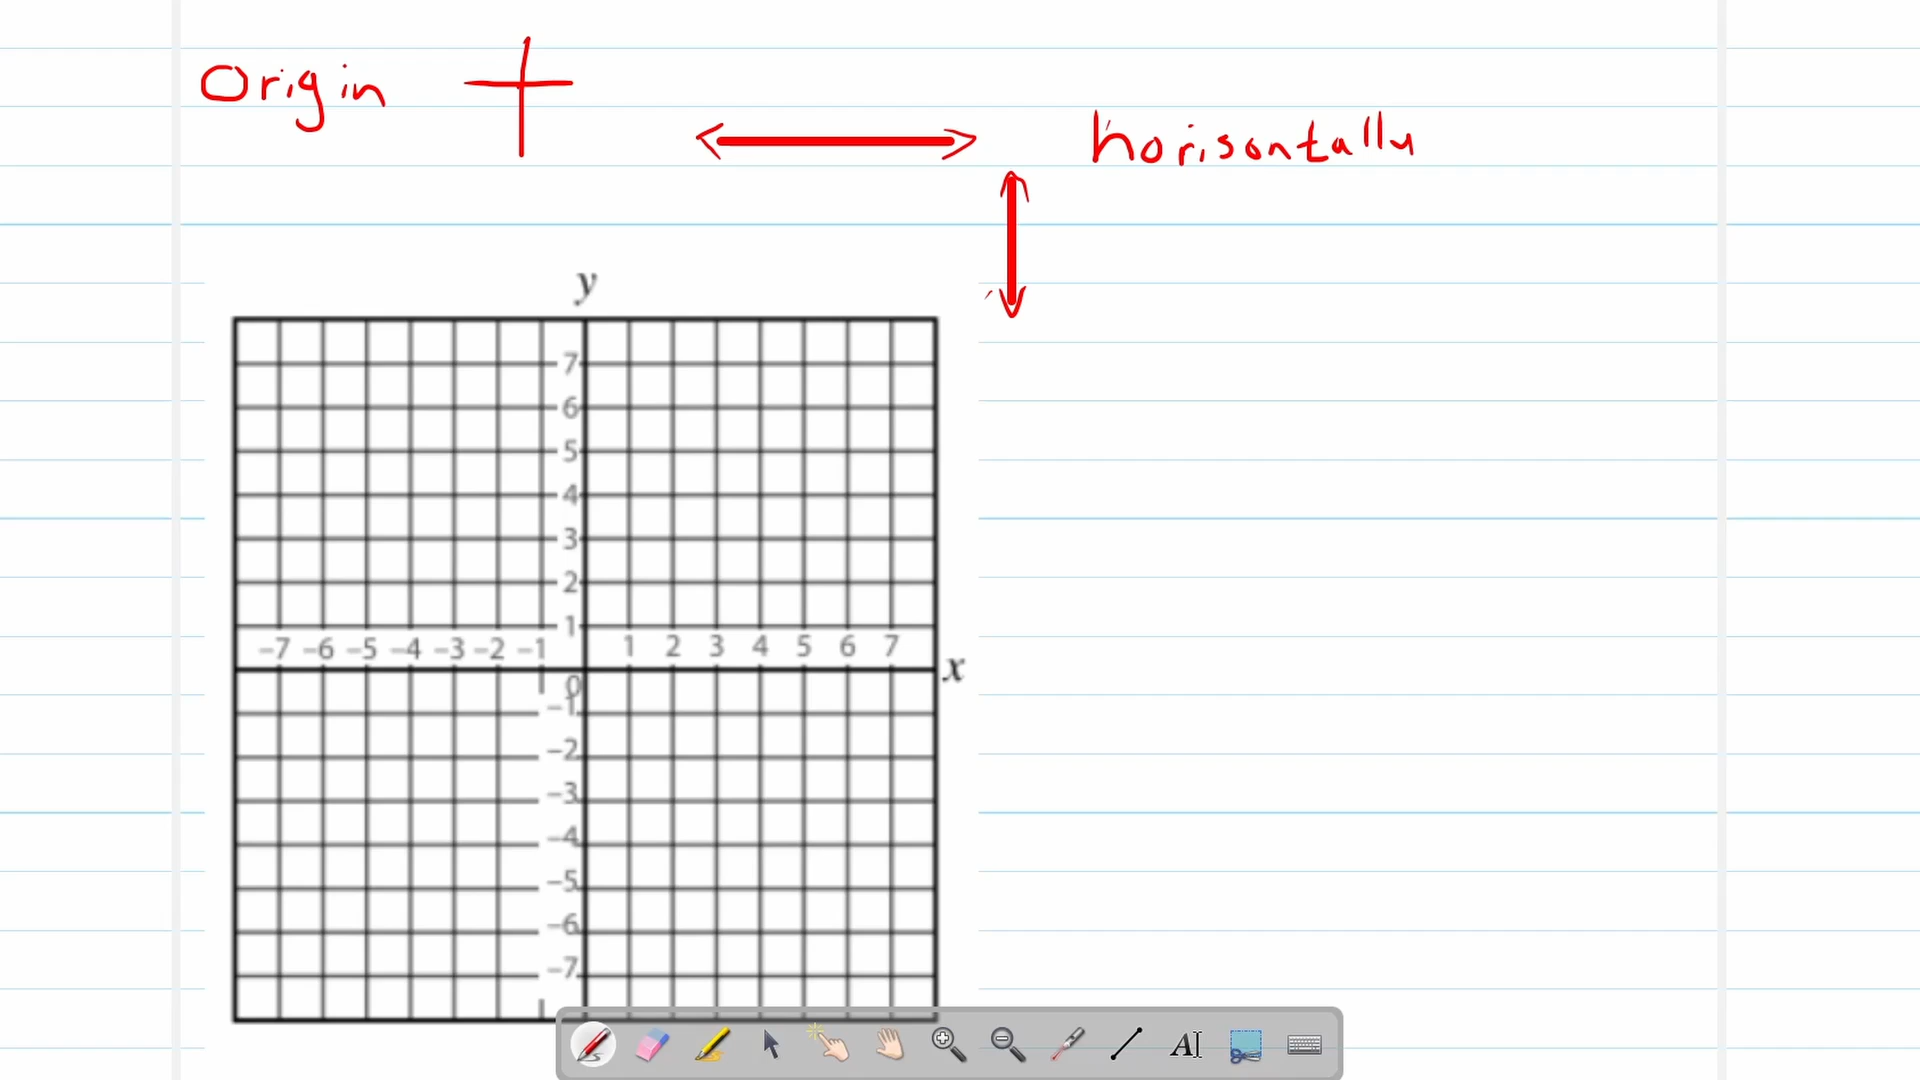 Origin
horisontally
y
7
6
5
4
3
2
1
−7 −6 −5 −4 −3 −2 −1 1 2 3 4 5 6 7
x
0
−1
−2
−3
−4
−5
−6
−7
AI